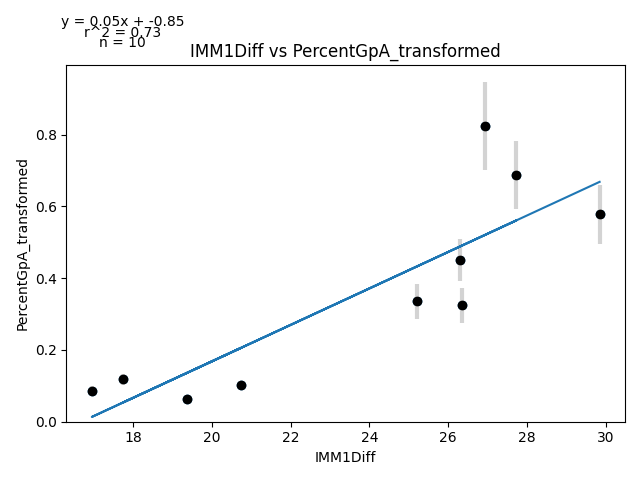 y = 0.05x + -0.85
r^2 = 0.73
n = 10
IMM1Diff vs PercentGpA_transformed
PercentGpA_transformed
0.8
0.6
0.4
0.2
0.0
18 20 22 24 26 28 30
IMM1Diff